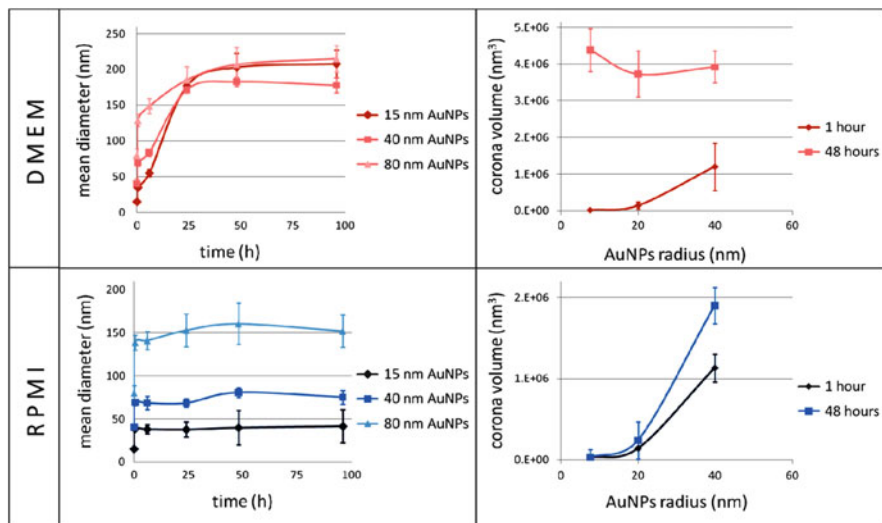 DMEM
mean diameter (nm)
250
200
150
100
50
0
0 25 50 75 100
time (h)
15 nm AuNPs
40 nm AuNPs
80 nm AuNPs
corona volume (nm³)
5.E+06
4.E+06
3.E+06
2.E+06
1.E+06
0.E+00
0 20 40 60
AuNPs radius (nm)
1 hour
48 hours
RPMI
mean diameter (nm)
200
150
100
50
0
0 25 50 75 100
time (h)
15 nm AuNPs
40 nm AuNPs
80 nm AuNPs
corona volume (nm³)
2.E+06
1.E+06
0.E+00
0 20 40 60
AuNPs radius (nm)
1 hour
48 hours